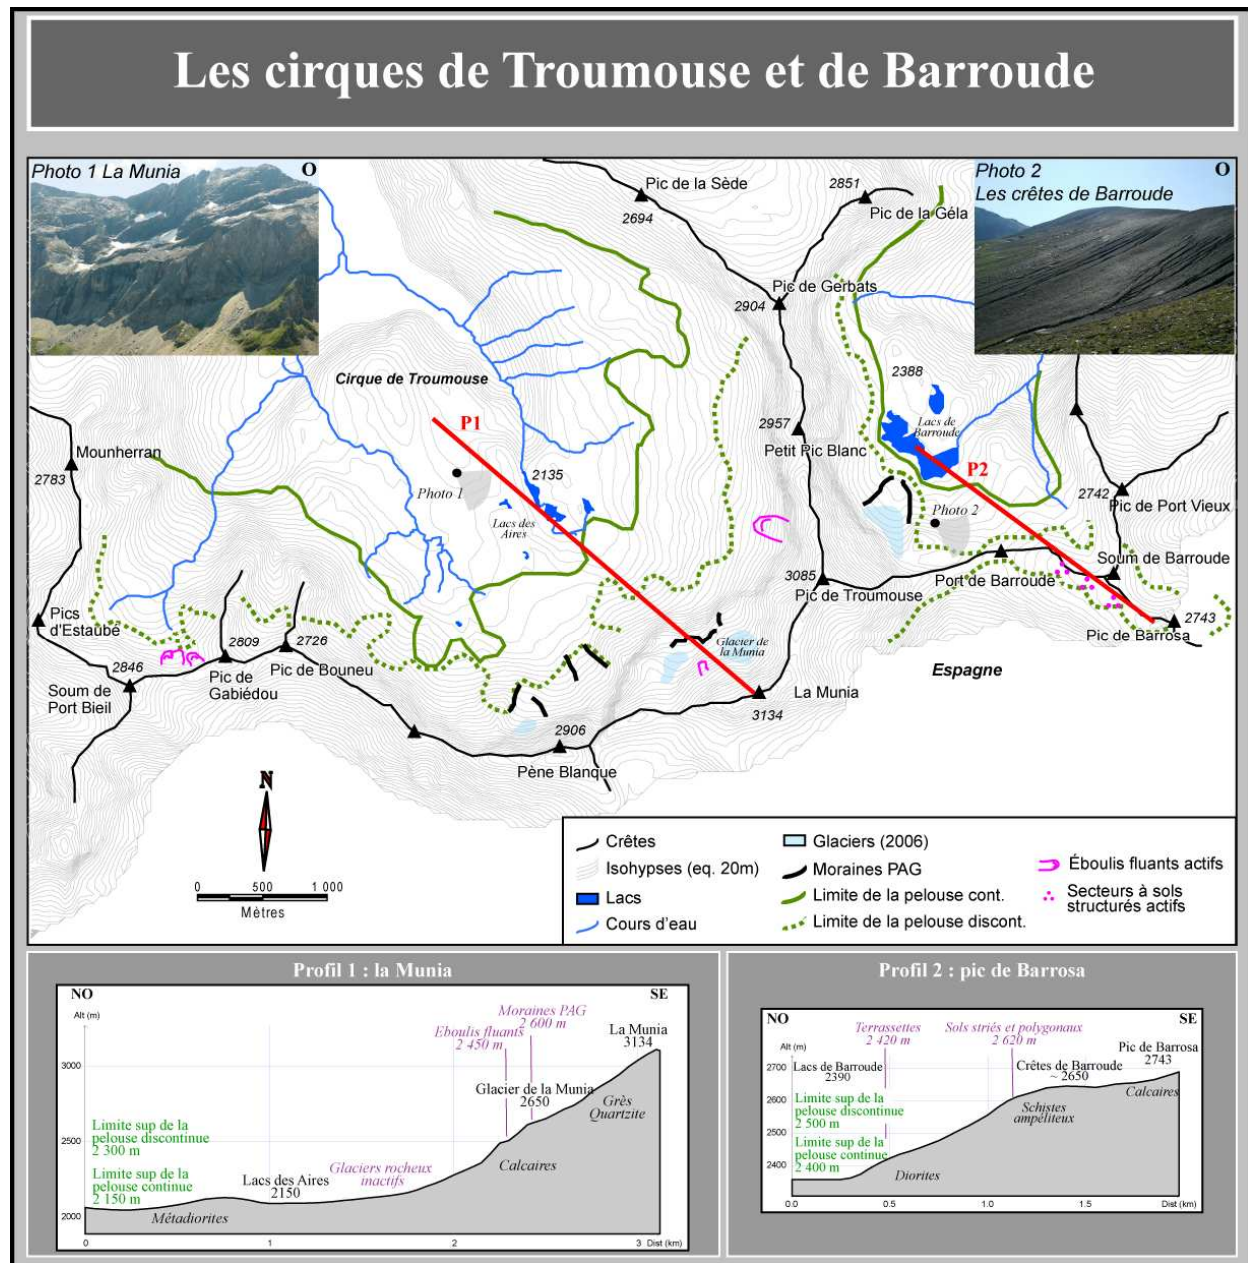 Les cirques de Troumouse et de Barroude
Photo 1 La Munia
O
Photo 2
O
Les crêtes de Barroude
Pic de la Sède
2694
2851
Pic de la Géla
Pic de Gerbats
2904
Cirque de Troumouse
2388
Lacs de
Barroude
P1
2957
Petit Pic Blanc
P2
Mounherran
2783
Photo 1
2135
Lacs des
Aires
2742
Pic de Port Vieux
Photo 2
Soum de Barroude
Port de Barroude
3085
Pic de Troumouse
Pics
d'Estaubé
2743
Pic de Barrosa
2809
2726
Glacier de
la Munia
2846
Pic de
Gabiédou
Pic de Bouneu
Espagne
Soum de
Port Bieil
La Munia
3134
2906
Pène Blanque
N
0 500 1 000
Mètres
Crêtes
Isohypses (eq. 20m)
Lacs
Cours d'eau
Glaciers (2006)
Moraines PAG
Limite de la pelouse cont.
Limite de la pelouse discont.
Éboulis fluants actifs
Secteurs à sols
structurés actifs
Profil 1 : la Munia
NO
SE
Alt (m)
Moraines PAG
2 600 m
Eboulis fluants
2 450 m
La Munia
3134
3000
Glacier de la Munia
2650
Grès
Quartzite
2500
Limite sup de la
pelouse discontinue
2 300 m
Calcaires
Limite sup de la
pelouse continue
2 150 m
Lacs des Aires
2150
Glaciers rocheux
inactifs
2000
Métadiorites
0 1 2 3 Dist (km)
Profil 2 : pic de Barrosa
NO
SE
Terrassettes
2 420 m
Sols striés et polygonaux
2 620 m
Alt (m)
Pic de Barrosa
2743
2700
Lacs de Barroude
2390
Crêtes de Barroude
~ 2650
2600
Limite sup de la
pelouse discontinue
2 500 m
Schistes
ampéliteux
Calcaires
2500
Limite sup de la
pelouse continue
2 400 m
2400
Diorites
0.0 0.5 1.0 1.5 Dist (km)